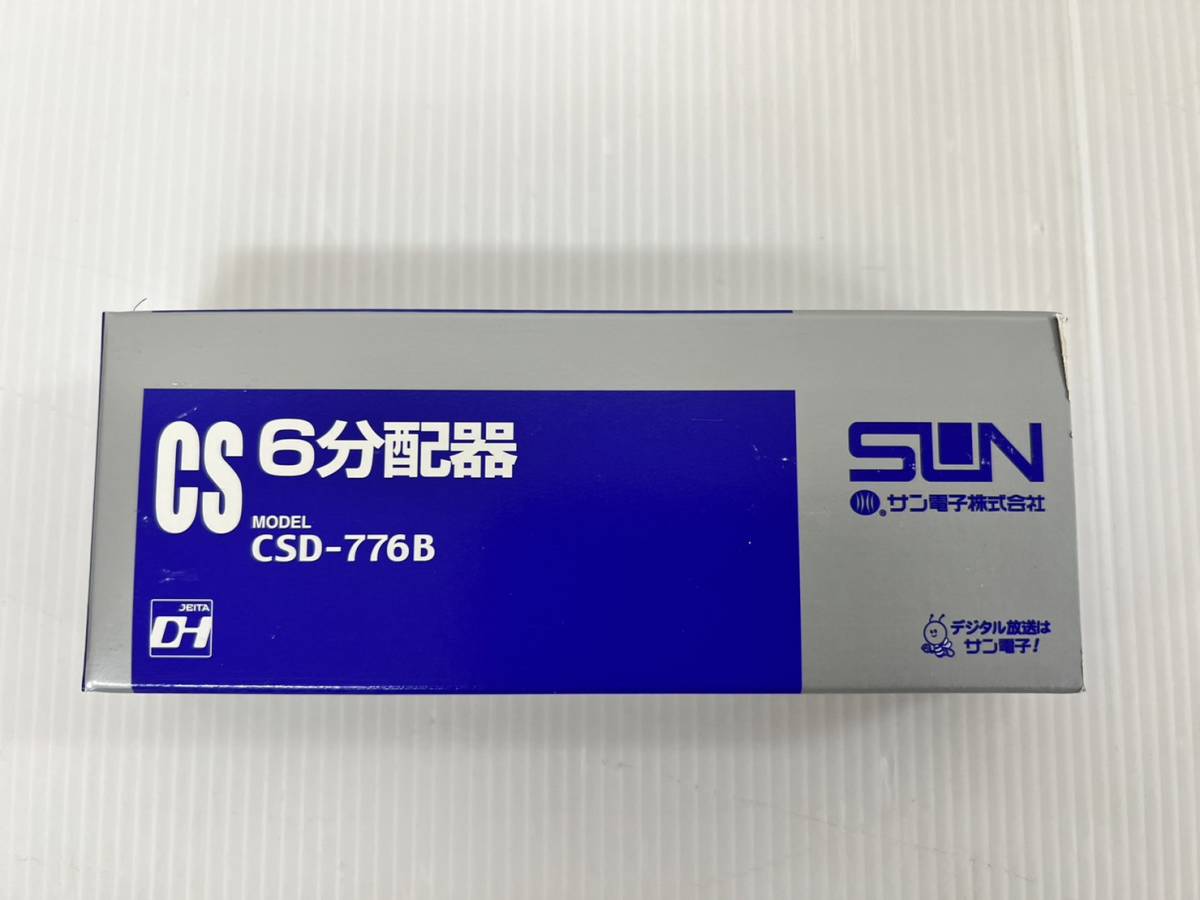 CS 6分配器
MODEL
CSD-776B
JEITA
DH
SUN
サン電子株式会社
デジタル放送は
サン電子!